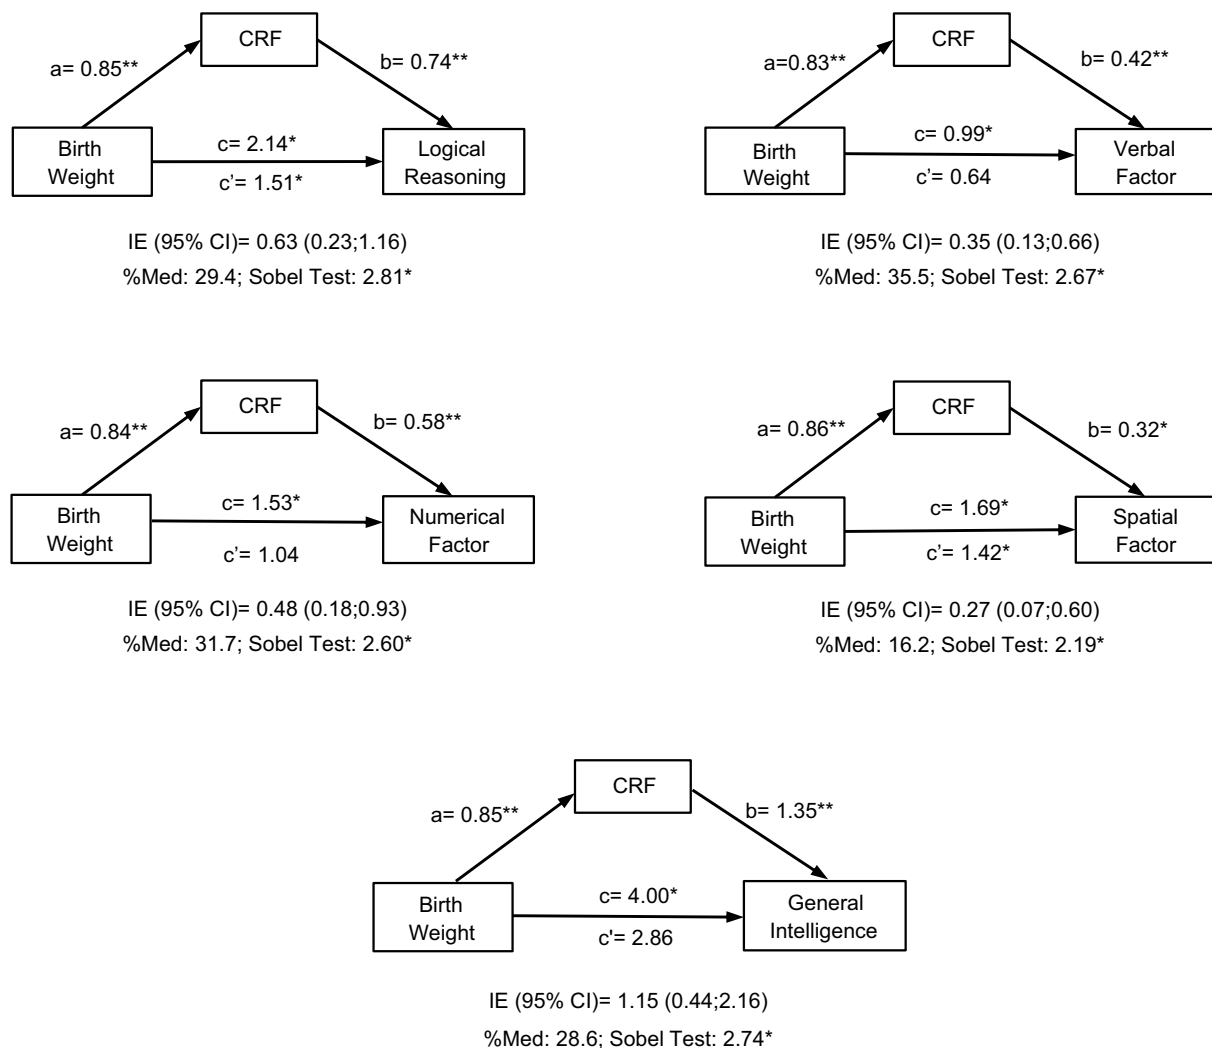 CRF
a= 0.85**
b= 0.74**
Birth
Weight
c= 2.14*
c’= 1.51*
Logical
Reasoning
IE (95% CI)= 0.63 (0.23;1.16)
%Med: 29.4; Sobel Test: 2.81*
CRF
a=0.83**
b= 0.42**
Birth
Weight
c= 0.99*
c’= 0.64
Verbal
Factor
IE (95% CI)= 0.35 (0.13;0.66)
%Med: 35.5; Sobel Test: 2.67*
CRF
a= 0.84**
b= 0.58**
Birth
Weight
c= 1.53*
c’= 1.04
Numerical
Factor
IE (95% CI)= 0.48 (0.18;0.93)
%Med: 31.7; Sobel Test: 2.60*
CRF
a= 0.86**
b= 0.32*
Birth
Weight
c= 1.69*
c’= 1.42*
Spatial
Factor
IE (95% CI)= 0.27 (0.07;0.60)
%Med: 16.2; Sobel Test: 2.19*
CRF
a= 0.85**
b= 1.35**
Birth
Weight
c= 4.00*
c'= 2.86
General
Intelligence
IE (95% CI)= 1.15 (0.44;2.16)
%Med: 28.6; Sobel Test: 2.74*